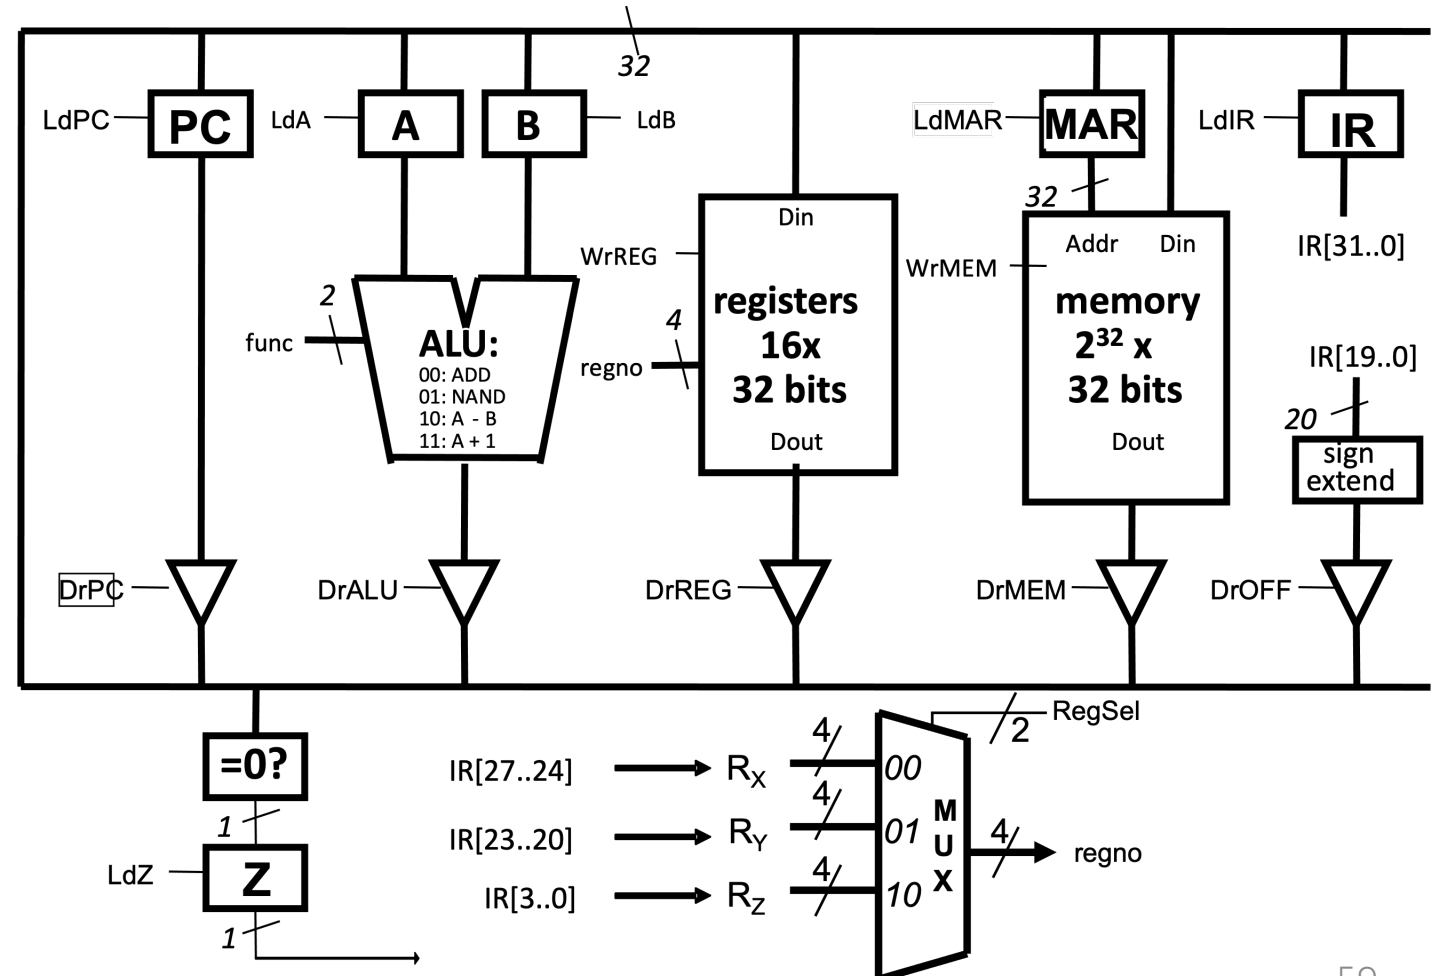 32
LdPC
PC
LdA
A
B
LdB
LdMAR
MAR
LdIR
IR
32
Din
Addr
Din
IR[31..0]
WrREG
WrMEM
2
func
ALU:
00: ADD
01: NAND
10: A - B
11: A + 1
4
regno
registers
16x
32 bits
Dout
memory
2³² x
32 bits
Dout
IR[19..0]
20
sign
extend
DrPC
DrALU
DrREG
DrMEM
DrOFF
=0?
1
LdZ
Z
1
RegSel
2
IR[27..24]
RX
4
00
IR[23..20]
RY
4
01
IR[3..0]
RZ
4
10
M
U
X
4
regno